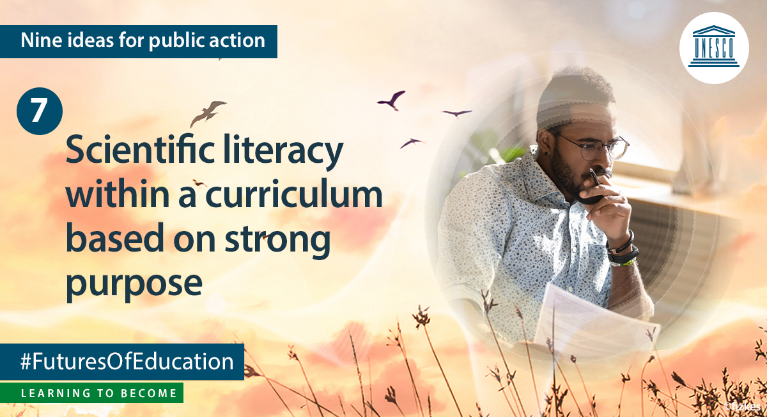 Nine ideas for public action
UNESCO
7
Scientific literacy
within a curriculum
based on strong
purpose
#FuturesOfEducation
LEARNING TO BECOME